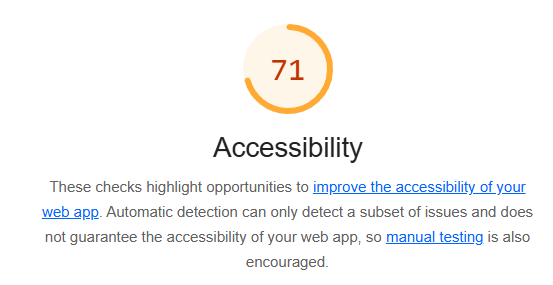 71
Accessibility
These checks highlight opportunities to improve the accessibility of your
web app. Automatic detection can only detect a subset of issues and does
not guarantee the accessibility of your web app, so manual testing is also
encouraged.